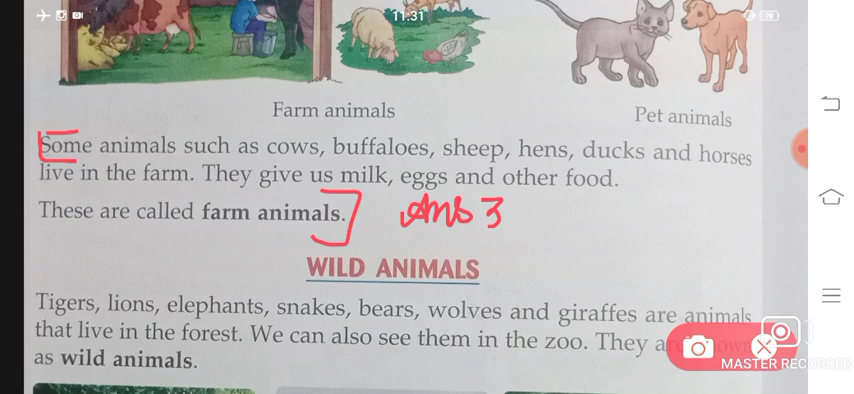 11:31
Farm animals
Pet animals
Some animals such as cows, buffaloes, sheep, hens, ducks and horses
live in the farm. They give us milk, eggs and other food.
These are called farm animals.
Ans 3
WILD ANIMALS
Tigers, lions, elephants, snakes, bears, wolves and giraffes are animals
that live in the forest. We can also see them in the zoo. They are
as wild animals.
MASTER RECORDER